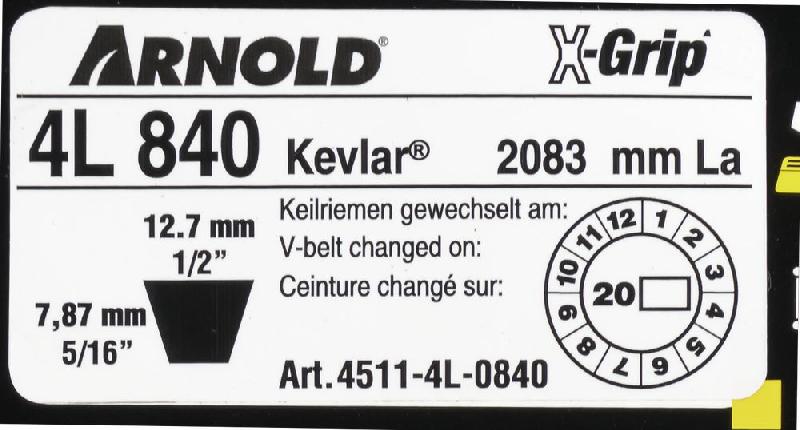 ARNOLD®
X-Grip
4L 840 Kevlar® 2083 mm La
12.7 mm
1/2”
7,87 mm
5/16”
Keilriemen gewechselt am:
V-belt changed on:
Ceinture changé sur:
Art.4511-4L-0840
1 2 3 4 5 6 7 8 9 10 11 12
20